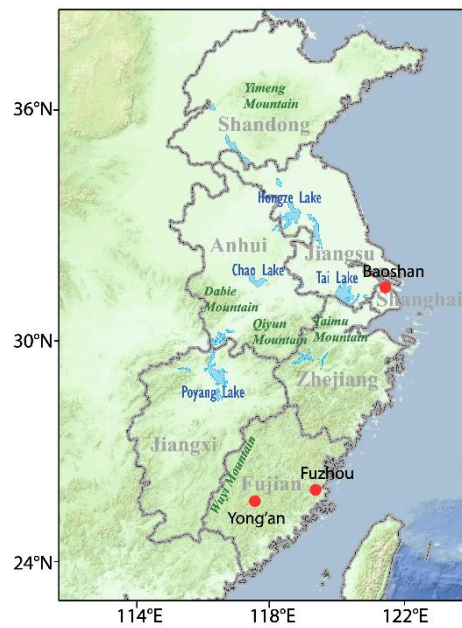 Yimeng
Mountain
Shandong
36°N
Hongze Lake
Anhui
Jiangsu
Chao Lake
Tai Lake
Baoshan
Shanghai
Dabie
Mountain
Qiyun
Mountain
Yaimu
Mountain
30°N
Zhejiang
Poyang Lake
Jiangxi
Wuyi Mountain
Fujian
Fuzhou
Yong'an
24°N
114°E
118°E
122°E